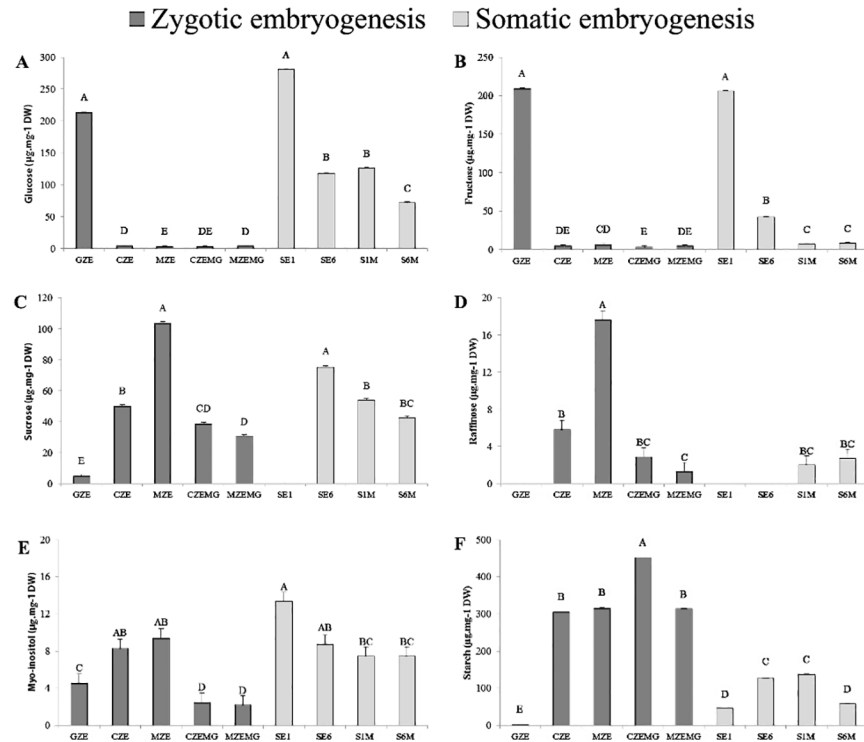 Zygotic embryogenesis Somatic embryogenesis
A
Glucose (µg.mg-1 DW)
300
250
200
150
100
50
0
A D E DE D A B B C
GZE CZE MZE CZEMG MZEMG SE1 SE6 S1M S6M
B
Fructose (µg.mg-1 DW)
250
200
150
100
50
0
A DE CD E DE A B C C
GZE CZE MZE CZEMG MZEMG SE1 SE6 S1M S6M
C
Sucrose (µg.mg-1 DW)
120
100
80
60
40
20
0
E B A CD D A B BC
GZE CZE MZE CZEMG MZEMG SE1 SE6 S1M S6M
D
Raffinose (µg.mg-1 DW)
20
16
12
8
4
0
B A BC C BC BC
GZE CZE MZE CZEMG MZEMG SE1 SE6 S1M S6M
E
Myo-inositol (µg.mg-1 DW)
20
16
12
8
4
0
C AB AB D D A AB BC BC
GZE CZE MZE CZEMG MZEMG SE1 SE6 S1M S6M
F
Starch (µg.mg-1 DW)
500
400
300
200
100
0
E B B A B D C C D
GZE CZE MZE CZEMG MZEMG SE1 SE6 S1M S6M